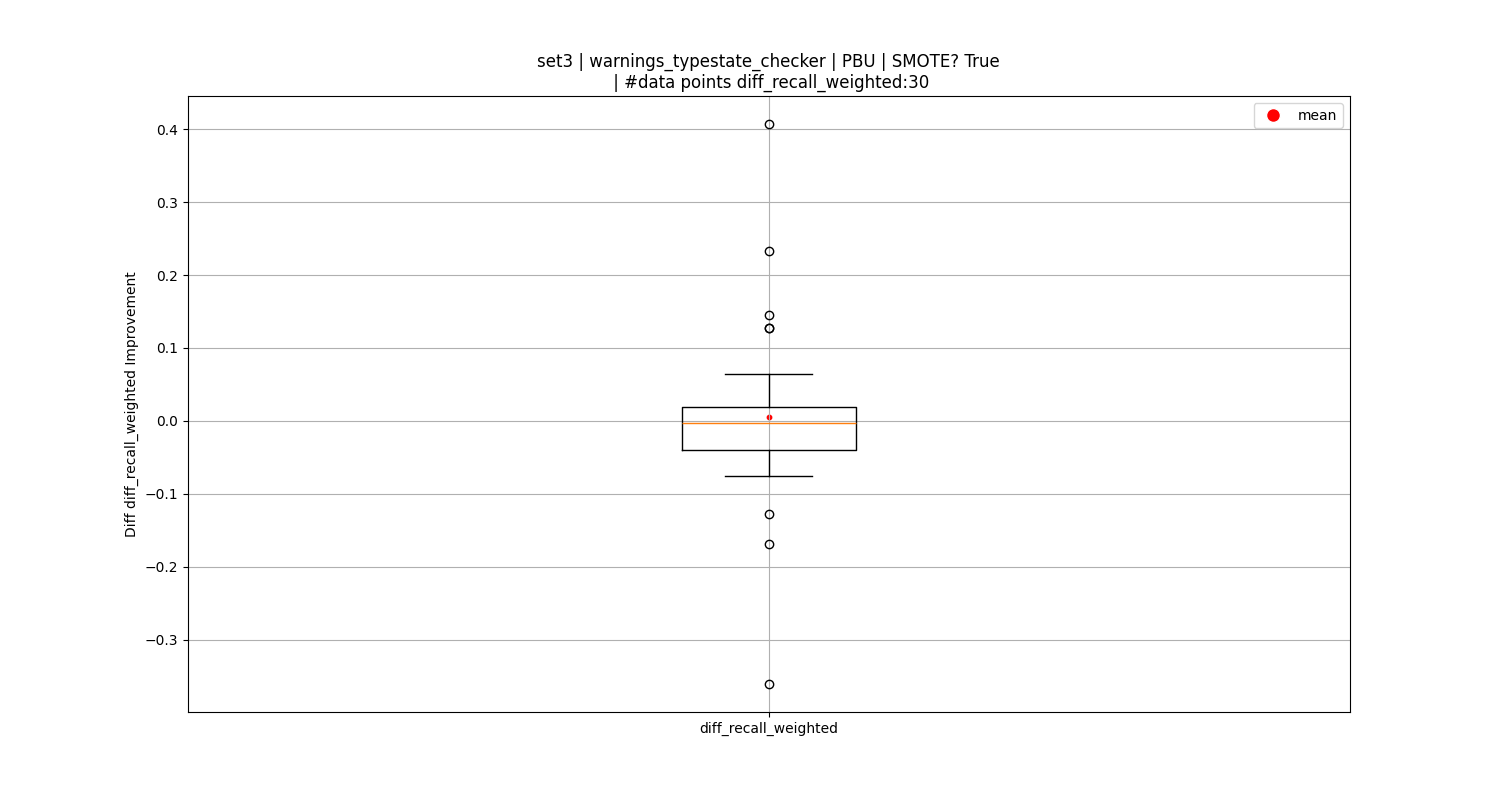 set3 | warnings_typestate_checker | PBU | SMOTE? True
| #data points diff_recall_weighted:30
mean
0.4
0.3
0.2
0.1
0.0
−0.1
−0.2
−0.3
Diff diff_recall_weighted Improvement
diff_recall_weighted